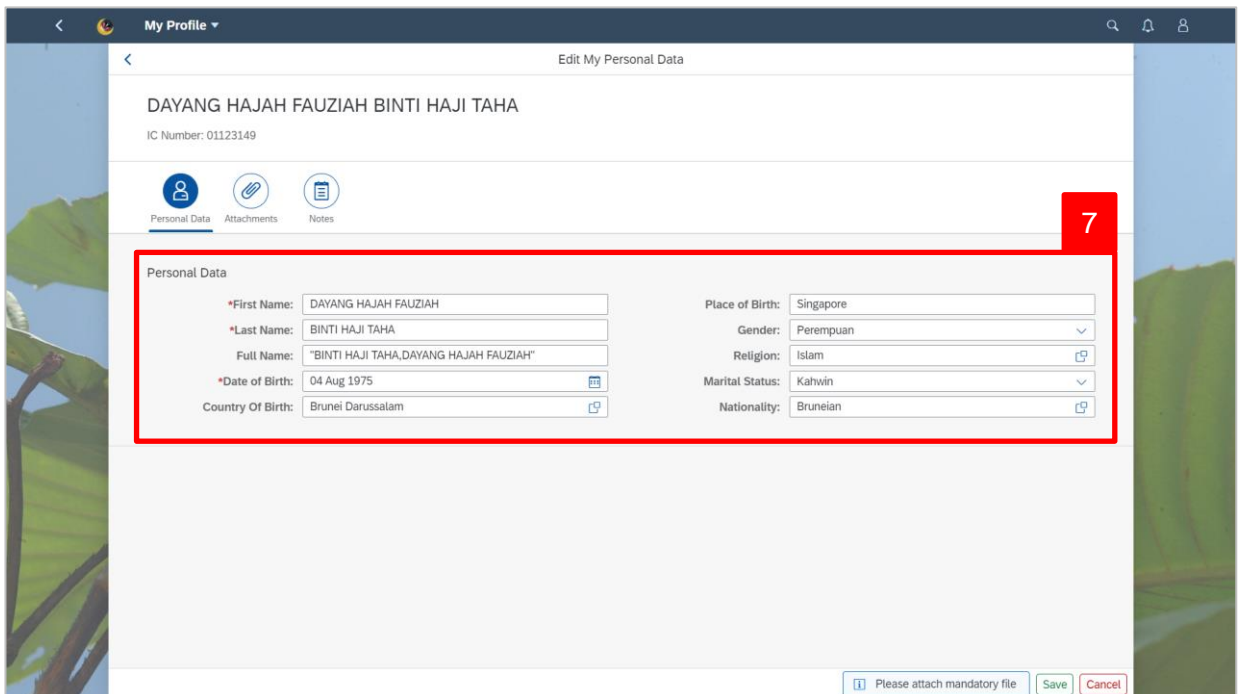 My Profile
Edit My Personal Data
DAYANG HAJAH FAUZIAH BINTI HAJI TAHA
IC Number: 01123149
Personal Data
Attachments
Notes
7
Personal Data
*First Name: DAYANG HAJAH FAUZIAH
*Last Name: BINTI HAJI TAHA
Full Name: "BINTI HAJI TAHA,DAYANG HAJAH FAUZIAH"
*Date of Birth: 04 Aug 1975
Country Of Birth: Brunei Darussalam
Place of Birth: Singapore
Gender: Perempuan
Religion: Islam
Marital Status: Kahwin
Nationality: Bruneian
Please attach mandatory file
Save
Cancel